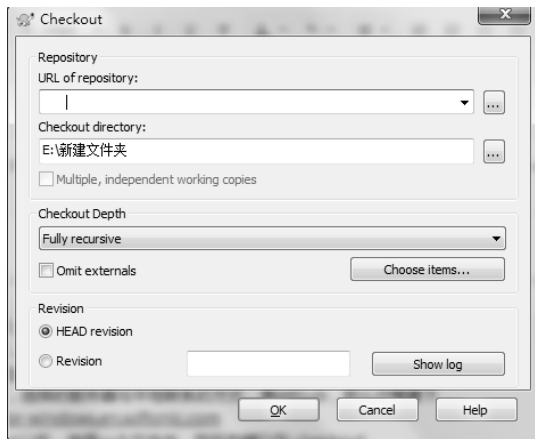 Checkout
Repository
URL of repository:
...
Checkout directory:
E:\新建文件夹
...
Multiple, independent working copies
Checkout Depth
Fully recursive
Omit externals
Choose items...
Revision
HEAD revision
Revision
Show log
OK
Cancel
Help